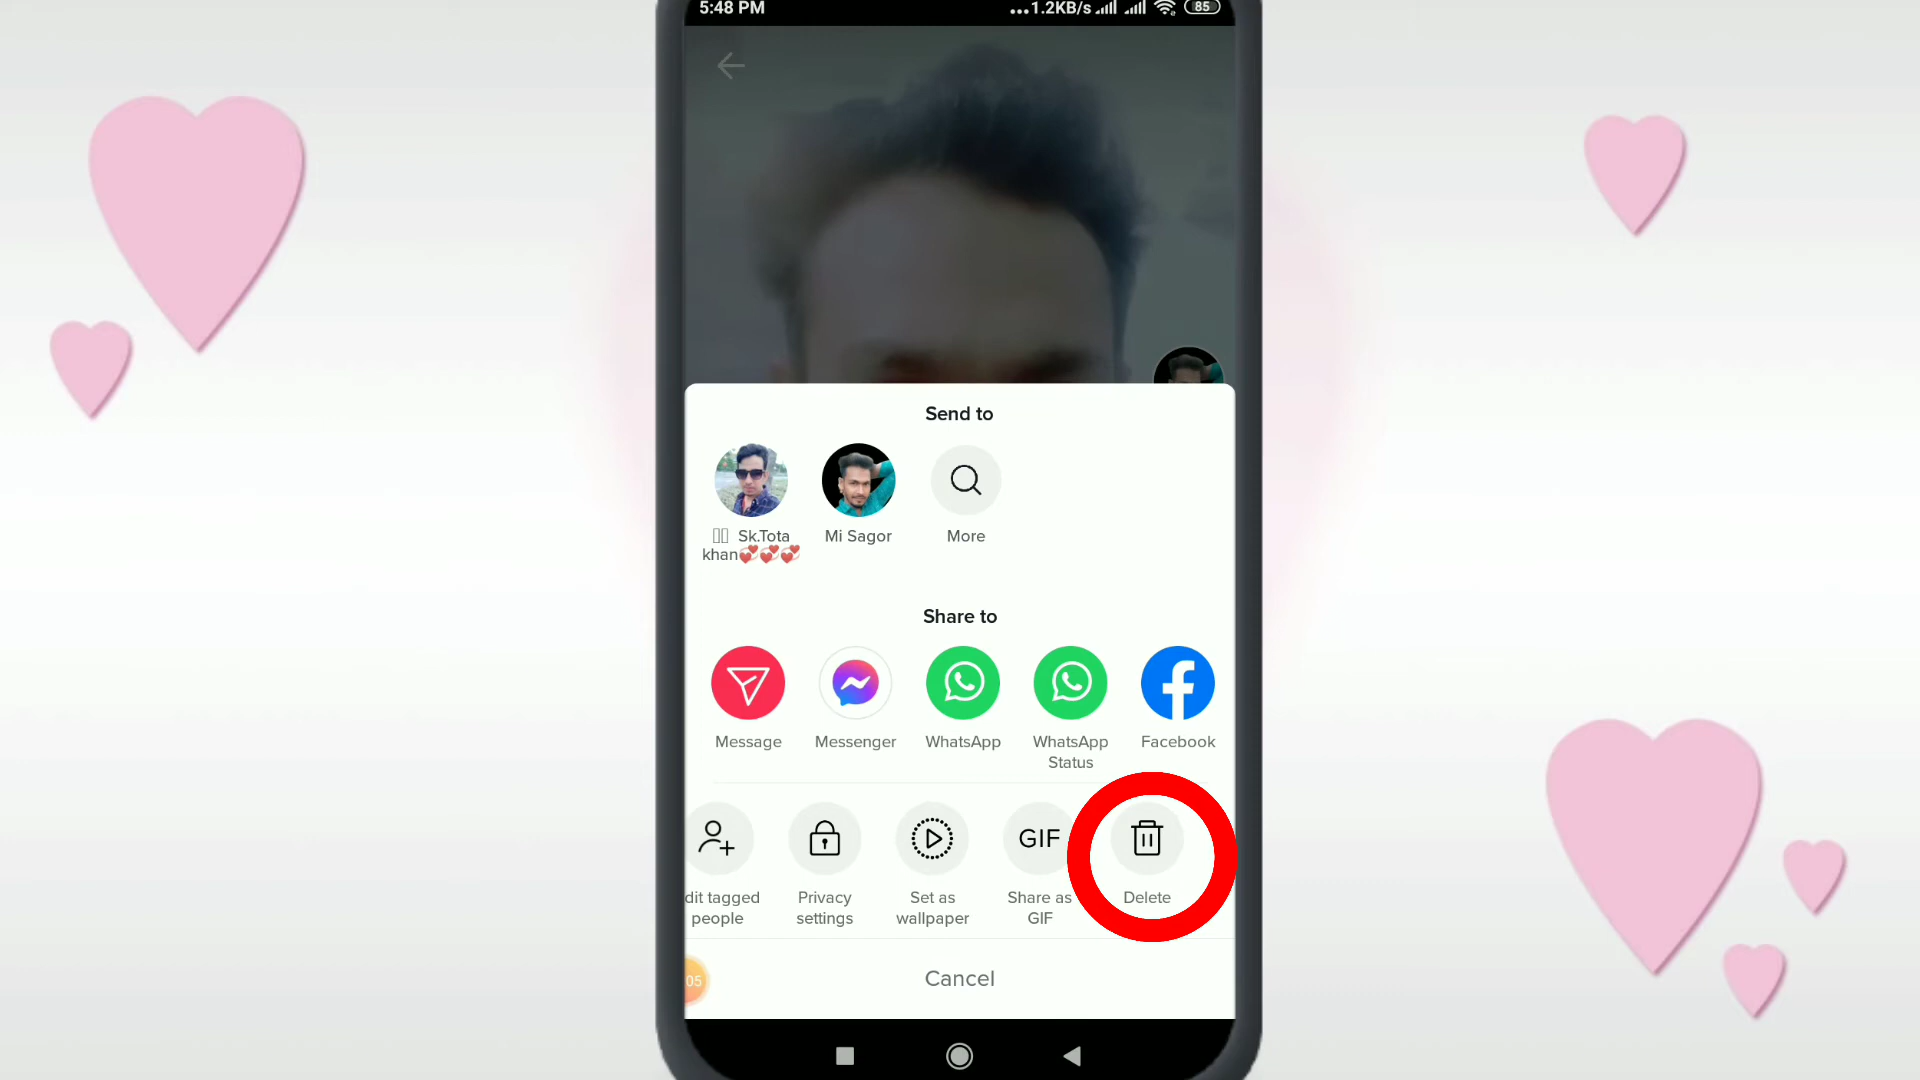 5:48 PM
...1.2KB/s
85
Send to
Sk.Tota
khan💞💞💞
Mi Sagor
More
Share to
Message
Messenger
WhatsApp
WhatsApp
Status
Facebook
GIF
dit tagged
people
Privacy
settings
Set as
wallpaper
Share as
GIF
Delete
05
Cancel